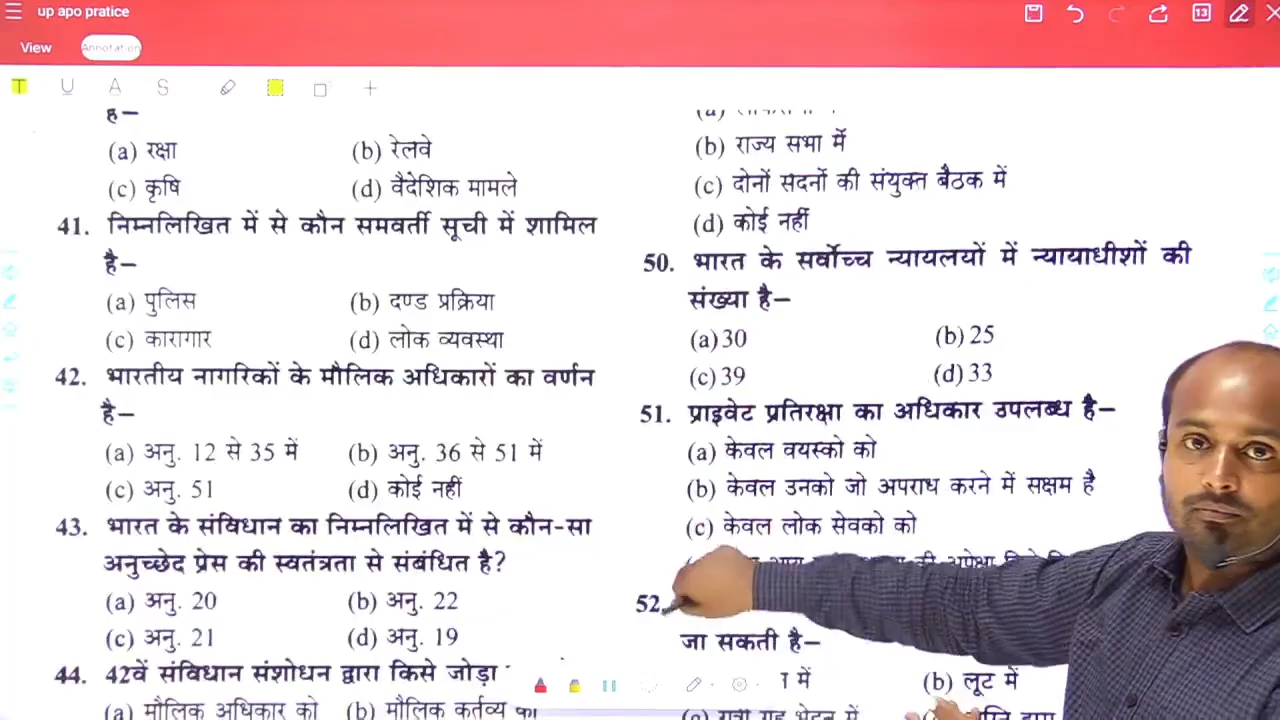 up apo pratice
13
View
Annotation
T U A S
है—
(a) रक्षा (b) रेलवे
(c) कृषि (d) वैदेशिक मामले
41. निम्नलिखित में से कौन समवर्ती सूची में शामिल
है—
(a) पुलिस (b) दण्ड प्रक्रिया
(c) कारागार (d) लोक व्यवस्था
42. भारतीय नागरिकों के मौलिक अधिकारों का वर्णन
है—
(a) अनु. 12 से 35 में (b) अनु. 36 से 51 में
(c) अनु. 51 (d) कोई नहीं
43. भारत के संविधान का निम्नलिखित में से कौन-सा
अनुच्छेद प्रेस की स्वतंत्रता से संबंधित है?
(a) अनु. 20 (b) अनु. 22
(c) अनु. 21 (d) अनु. 19
44. 42वें संविधान संशोधन द्वारा किसे जोड़ा
(a) मौलिक अधिकार को (b) मौलिक कर्तव्य को
(b) राज्य सभा में
(c) दोनों सदनों की संयुक्त बैठक में
(d) कोई नहीं
50. भारत के सर्वोच्च न्यायलयों में न्यायाधीशों की
संख्या है—
(a) 30 (b) 25
(c) 39 (d) 33
51. प्राइवेट प्रतिरक्षा का अधिकार उपलब्ध है—
(a) केवल वयस्को को
(b) केवल उनको जो अपराध करने में सक्षम है
(c) केवल लोक सेवको को
की अपेक्षा
52.
जा सकती है—
में (b) लूट में